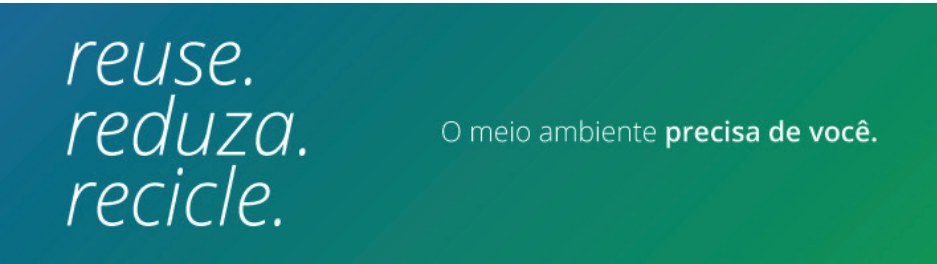 reuse.
reduza.
recicle.
O meio ambiente precisa de você.